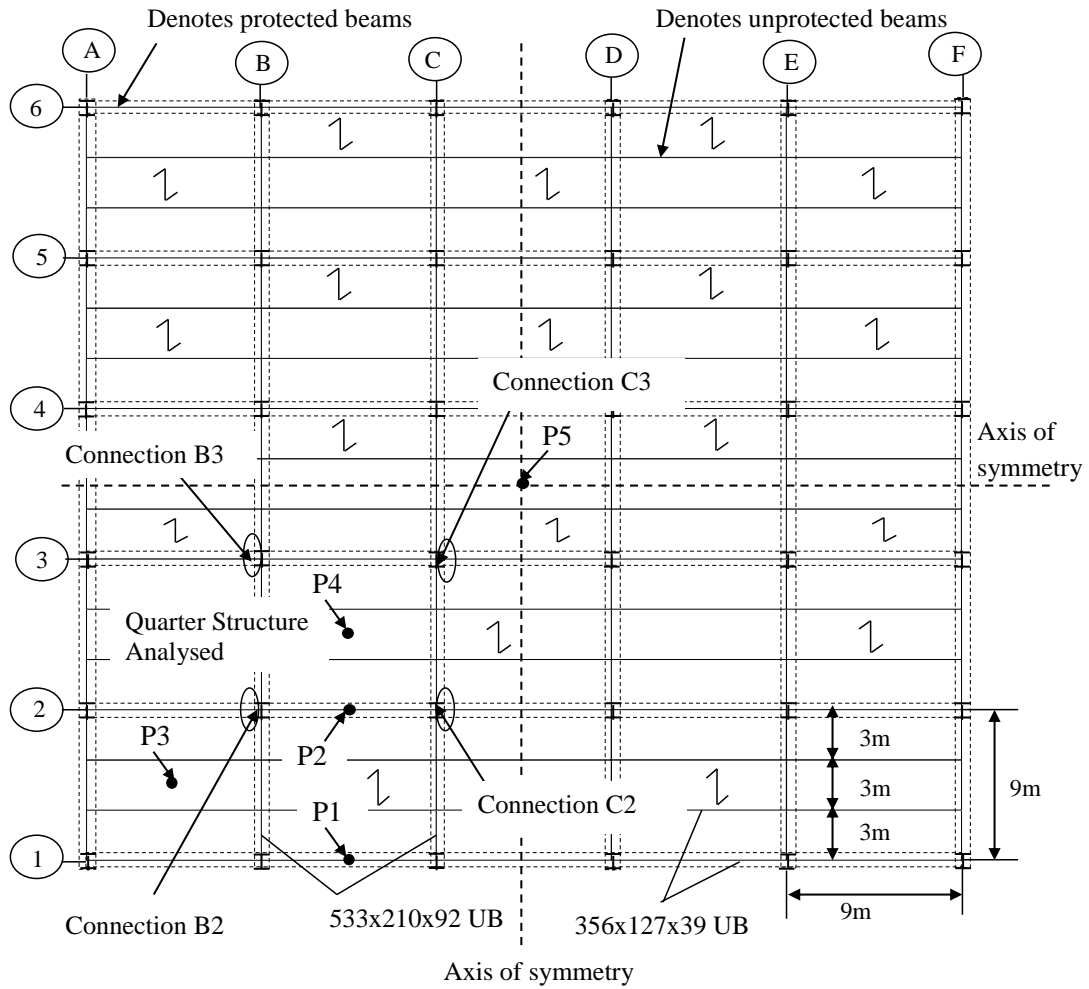 Denotes protected beams
Denotes unprotected beams
A
B
C
D
E
F
6
5
Connection C3
4
P5
Axis of
symmetry
Connection B3
3
P4
Quarter Structure
Analysed
2
P3
P2
3m
3m
9m
Connection C2
P1
3m
1
9m
Connection B2
533x210x92 UB
356x127x39 UB
Axis of symmetry